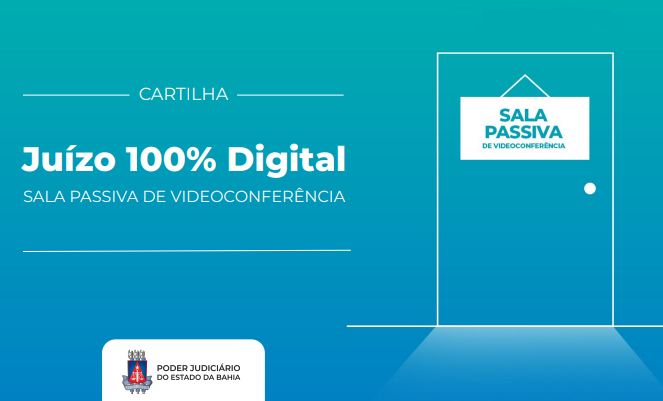 CARTILHA
Juízo 100% Digital
SALA PASSIVA DE VIDEOCONFERÊNCIA
SALA
PASSIVA
DE VIDEOCONFERÊNCIA
PODER JUDICIÁRIO
DO ESTADO DA BAHIA